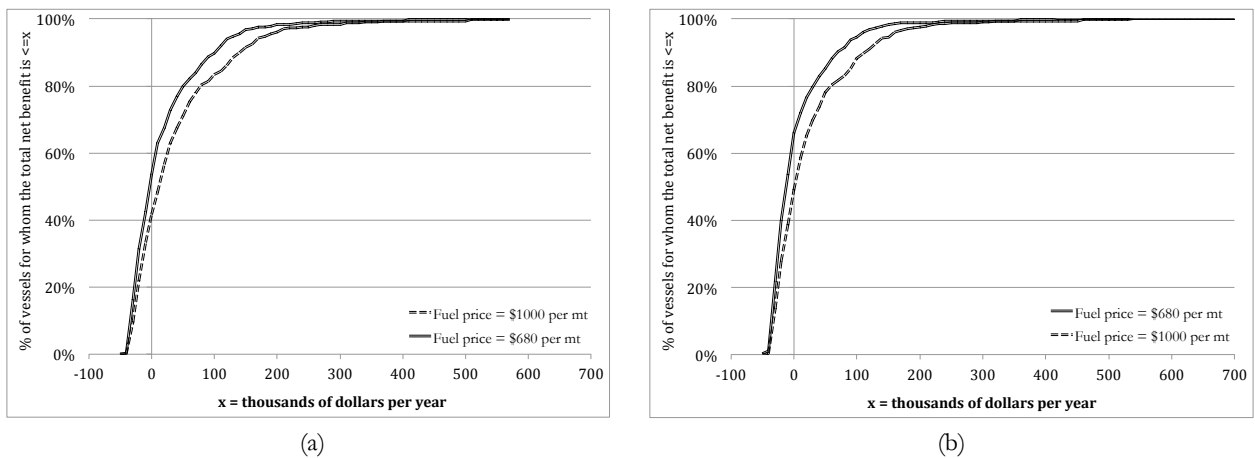 % of vessels for whom the total net benefit is <=x
100%
80%
60%
40%
20%
0%
-100 0 100 200 300 400 500 600 700
x = thousands of dollars per year
Fuel price = $1000 per mt
Fuel price = $680 per mt
(a)
% of vessels for whom the total net benefit is <=x
100%
80%
60%
40%
20%
0%
-100 0 100 200 300 400 500 600 700
x = thousands of dollars per year
Fuel price = $680 per mt
Fuel price = $1000 per mt
(b)